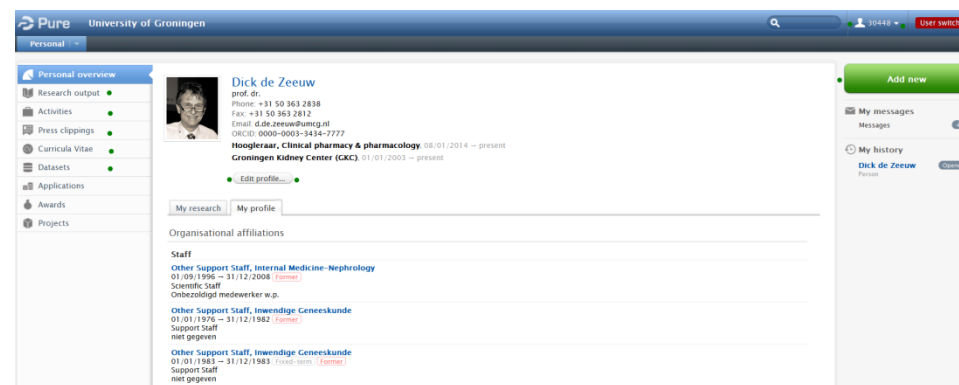 Pure University of Groningen
30448
User switch
Personal
Personal overview
Research output
Activities
Press clippings
Curricula Vitae
Datasets
Applications
Awards
Projects
Dick de Zeeuw
prof. dr.
Phone: +31 50 363 2838
Fax: +31 50 363 2812
Email: d.de.zeeuw@umcg.nl
ORCID: 0000-0003-3434-7777
Hoogleraar, Clinical pharmacy & pharmacology, 08/01/2014 – present
Groningen Kidney Center (GKC), 01/01/2003 – present
Edit profile...
My research My profile
Organisational affiliations
Staff
Other Support Staff, Internal Medicine-Nephrology
01/09/1996 – 31/12/2008 Former
Scientific Staff
Onbezoldigd medewerker w.p.
Other Support Staff, Inwendige Geneeskunde
01/01/1976 – 31/12/1982 Former
Support Staff
niet gegeven
Other Support Staff, Inwendige Geneeskunde
01/01/1983 – 31/12/1983 Fixed-term Former
Support Staff
niet gegeven
Add new
My messages
Messages
My history
Dick de Zeeuw
Person